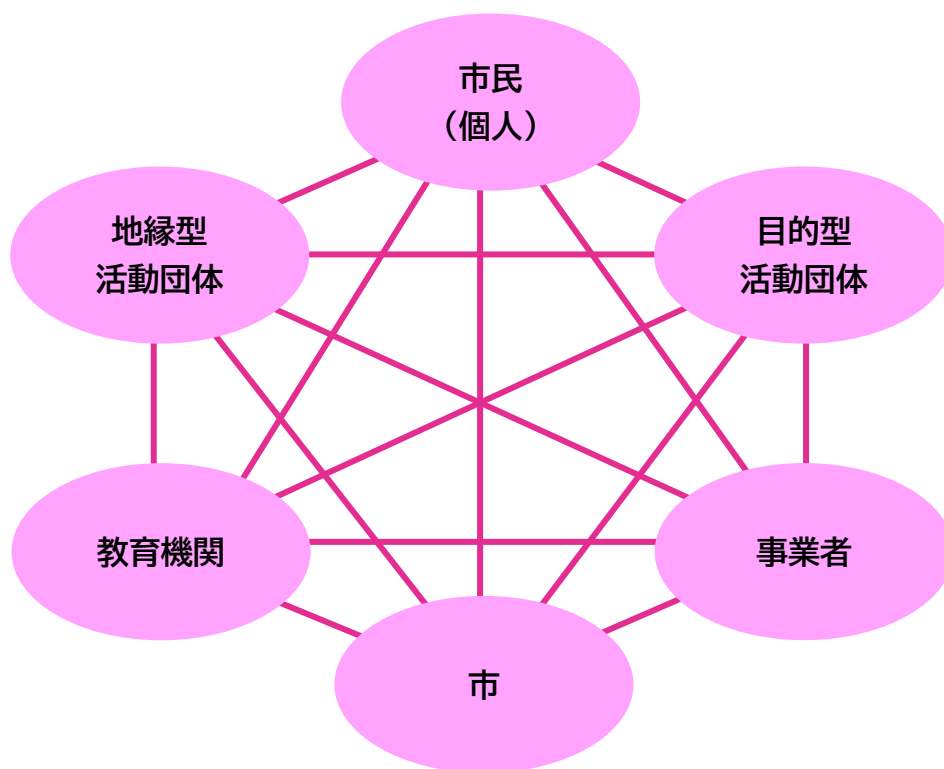 市民
（個人）
地縁型
活動団体
目的型
活動団体
教育機関
事業者
市